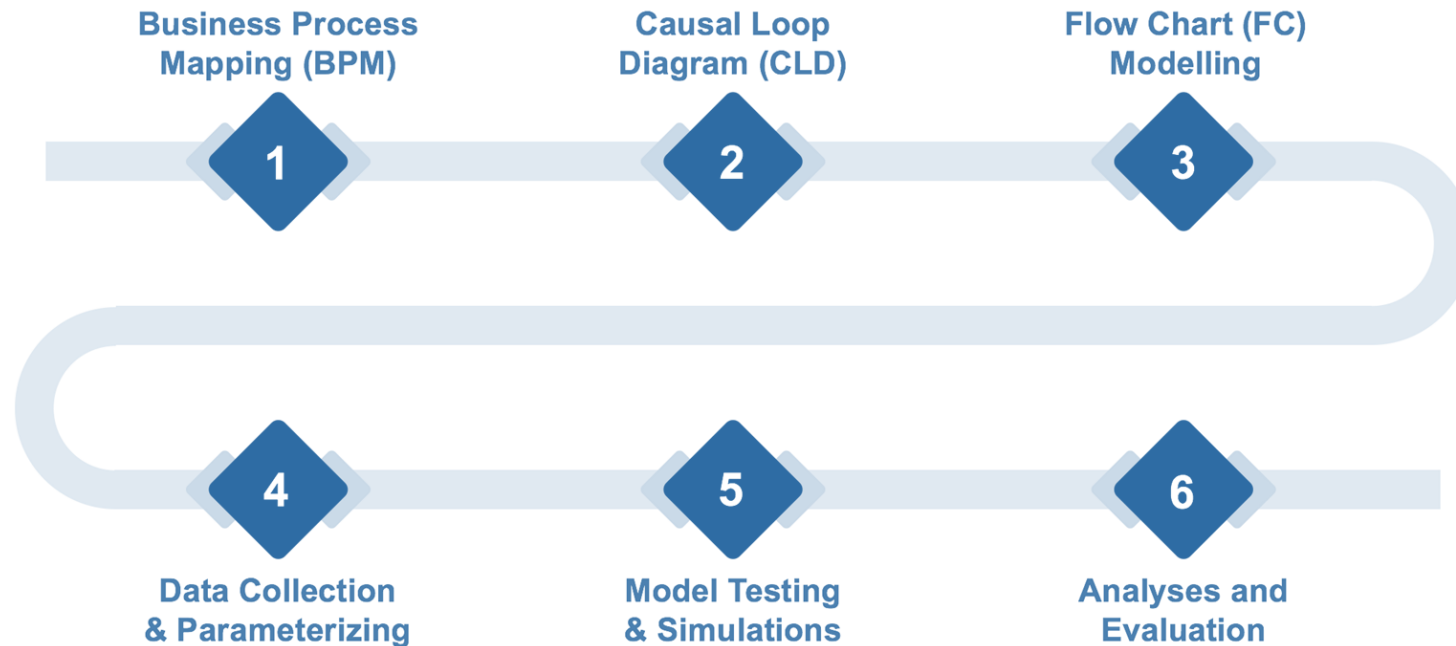 Business Process
Mapping (BPM)
Causal Loop
Diagram (CLD)
Flow Chart (FC)
Modelling
1
2
3
4
5
6
Data Collection
& Parameterizing
Model Testing
& Simulations
Analyses and
Evaluation